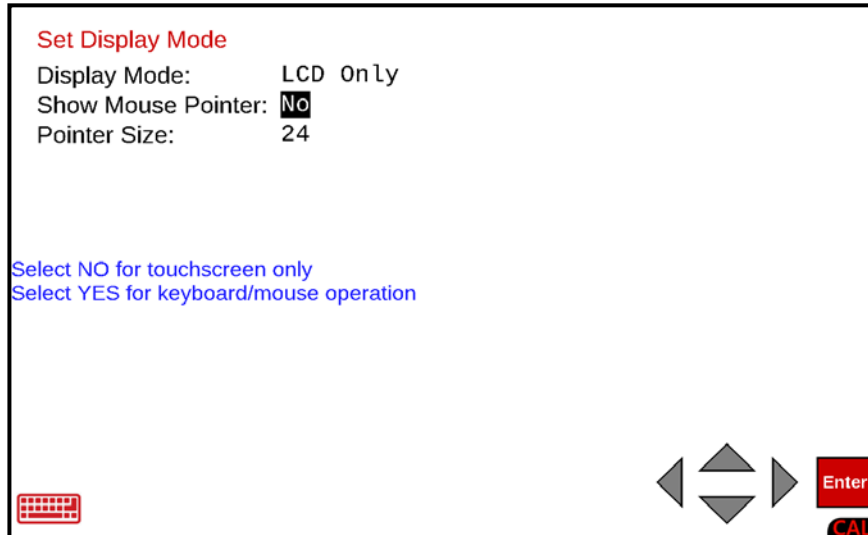 Set Display Mode
Display Mode: LCD Only
Show Mouse Pointer: No
Pointer Size: 24
Select NO for touchscreen only
Select YES for keyboard/mouse operation
Enter
CAL